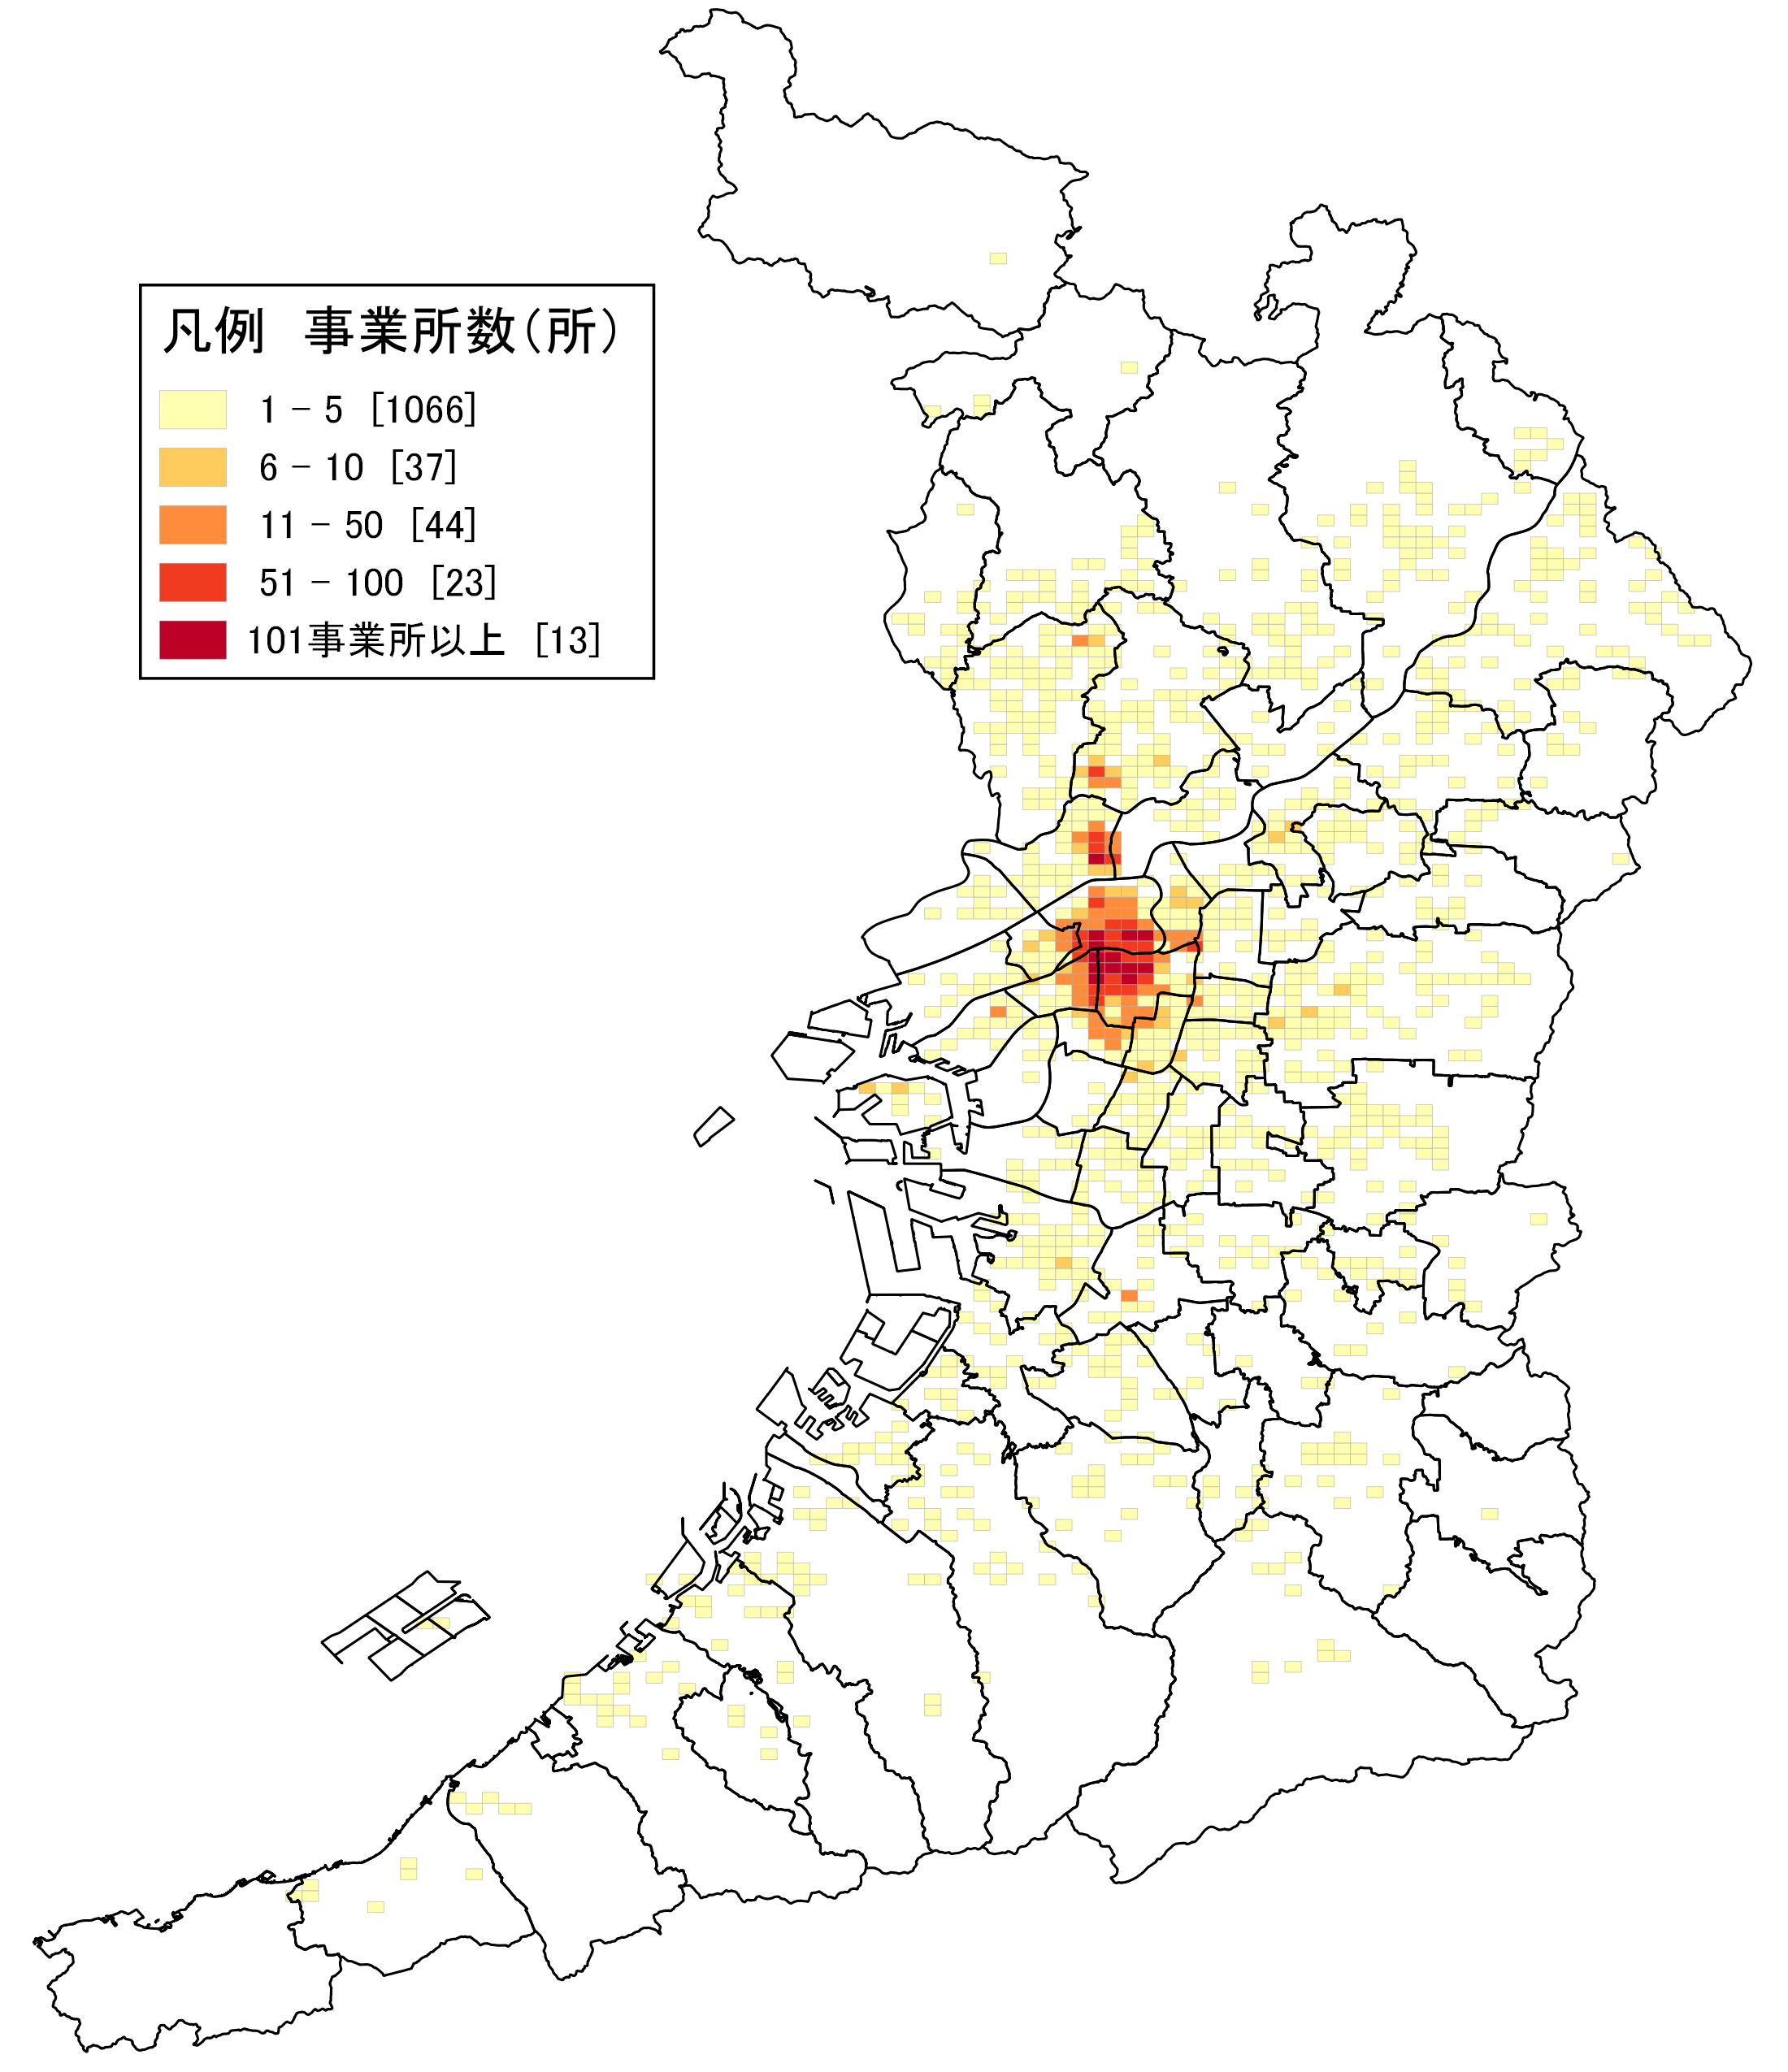 凡例　事業所数（所）
1 – 5 [1066]
6 – 10 [37]
11 – 50 [44]
51 – 100 [23]
101事業所以上 [13]